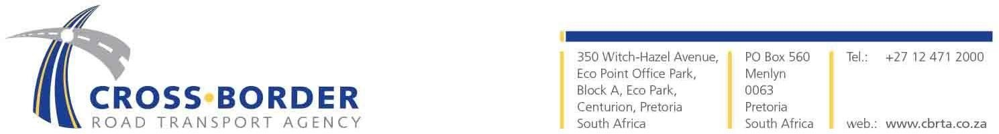 CROSS•BORDER
ROAD TRANSPORT AGENCY
350 Witch-Hazel Avenue,
Eco Point Office Park,
Block A, Eco Park,
Centurion, Pretoria
South Africa
PO Box 560
Menlyn
0063
Pretoria
South Africa
Tel.: +27 12 471 2000
web.: www.cbrta.co.za